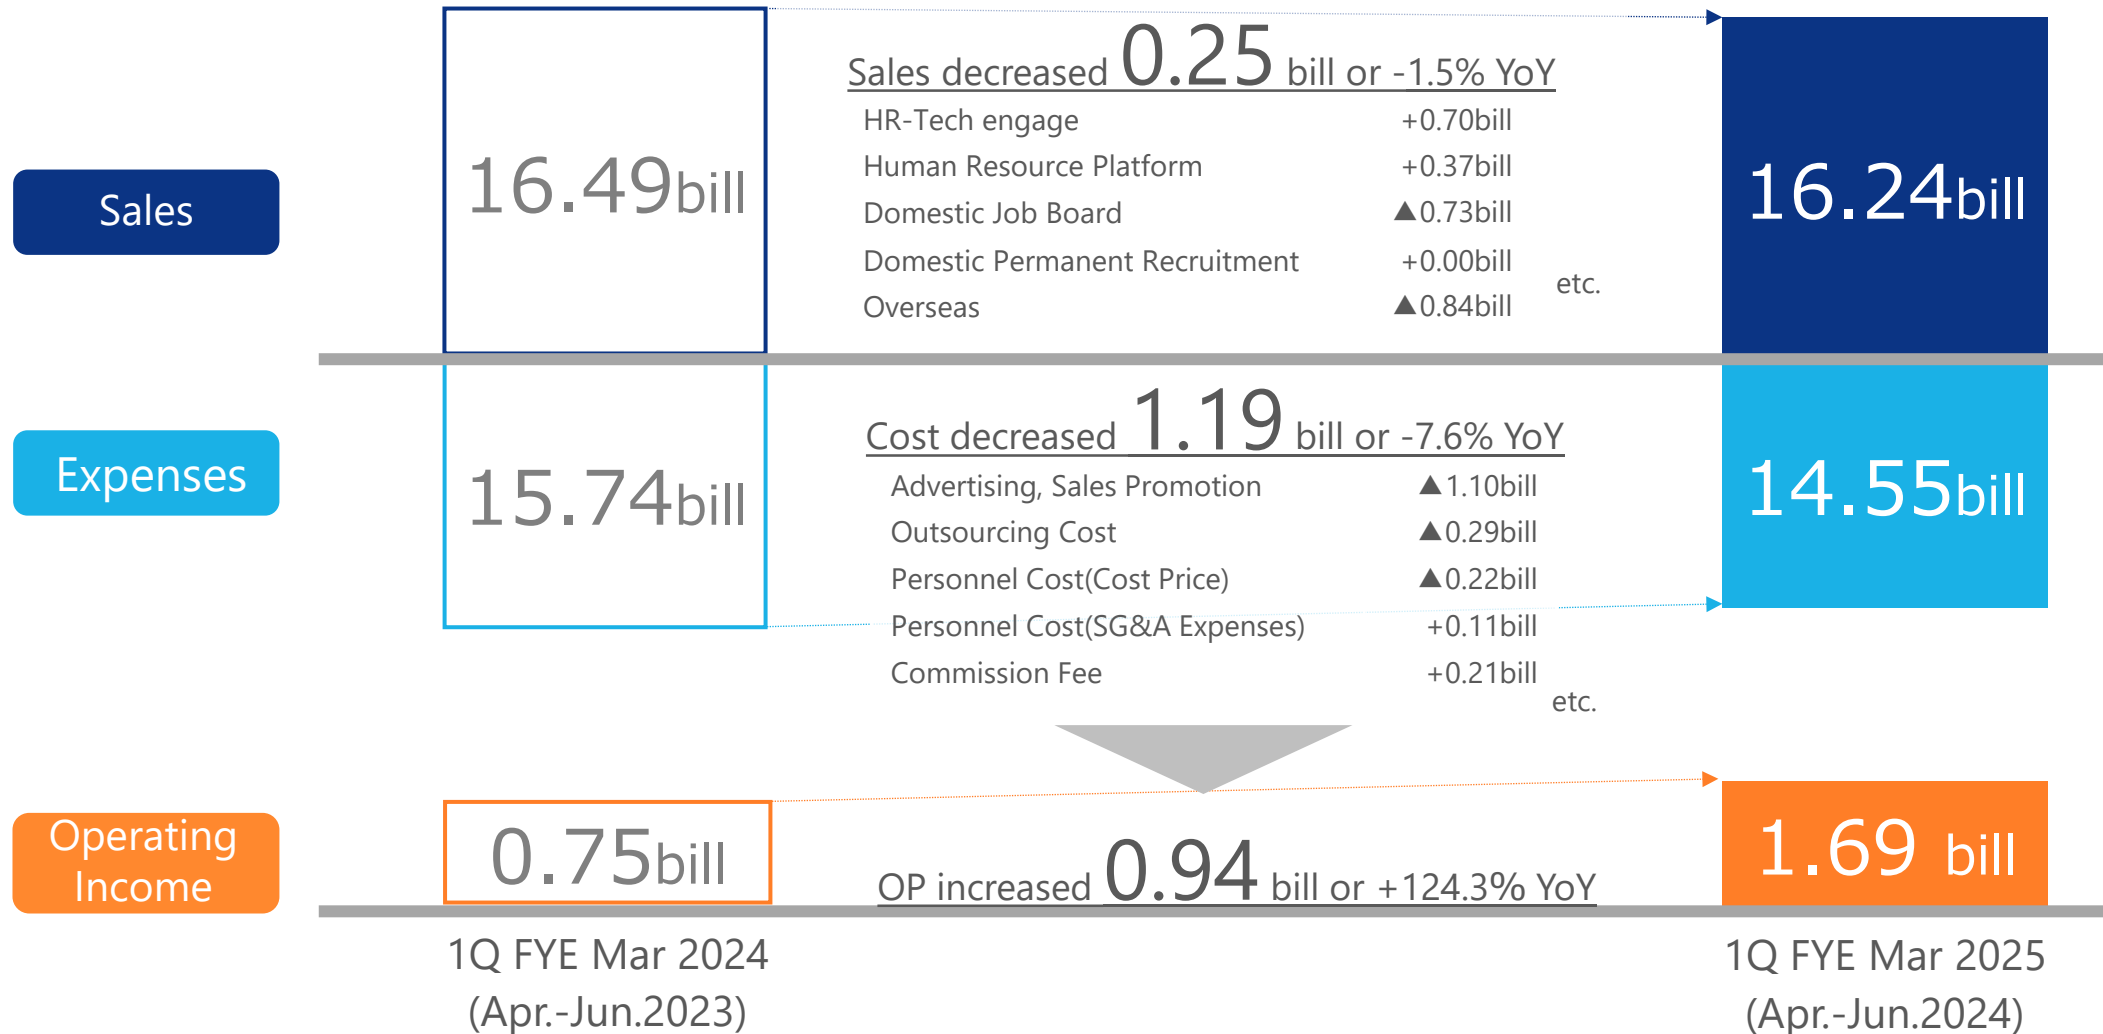 Sales decreased 0.25 bill or -1.5% YoY
HR-Tech engage +0.70bill
Human Resource Platform +0.37bill
Domestic Job Board ▲0.73bill
Domestic Permanent Recruitment +0.00bill
etc.
Overseas ▲0.84bill
Sales
16.49bill
16.24bill
Cost decreased 1.19 bill or -7.6% YoY
Advertising, Sales Promotion ▲1.10bill
Outsourcing Cost ▲0.29bill
Personnel Cost(Cost Price) ▲0.22bill
Personnel Cost(SG&A Expenses) +0.11bill
Commission Fee +0.21bill
etc.
Expenses
15.74bill
14.55bill
Operating
Income
0.75bill
OP increased 0.94 bill or +124.3% YoY
1.69 bill
1Q FYE Mar 2024
(Apr.-Jun.2023)
1Q FYE Mar 2025
(Apr.-Jun.2024)